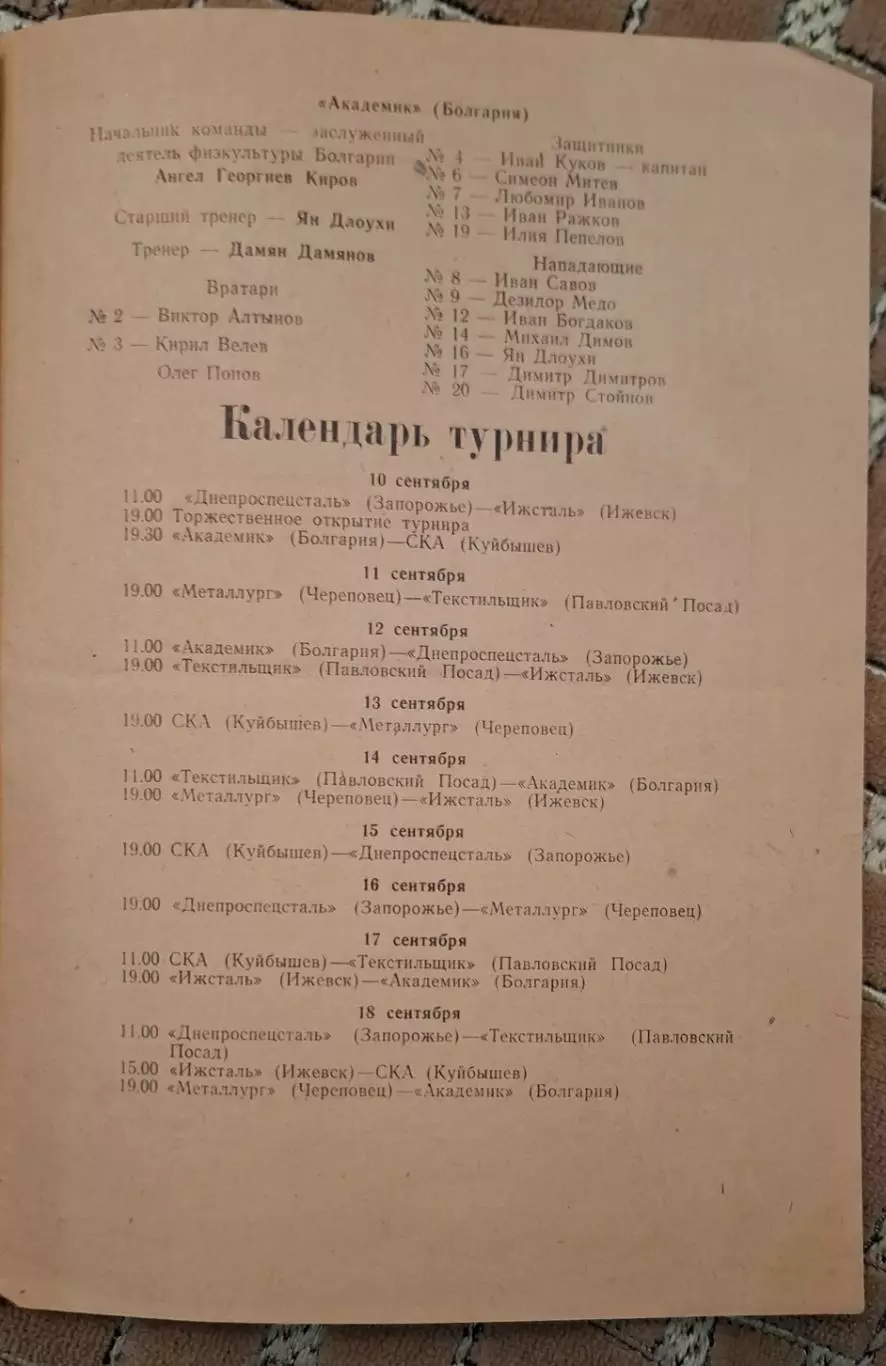 «Академик» (Болгария)
Начальник команды — заслуженный
деятель физкультуры Болгарии
Ангел Георгиев Киров
Старший тренер — Ян Длоухи
Тренер — Дамян Дамянов
Вратари
№ 2 — Виктор Алтынов
№ 3 — Кирил Велев
Олег Попов
Защитники
№ 4 — Иван Куков — капитан
№ 6 — Симеон Митев
№ 7 — Любомир Иванов
№ 13 — Иван Ражков
№ 19 — Илия Пепелов
Нападающие
№ 8 — Иван Савов
№ 9 — Дезидор Медо
№ 12 — Иван Богдаков
№ 14 — Михаил Димов
№ 16 — Ян Длоухи
№ 17 — Димитр Димитров
№ 20 — Димитр Стойнов
Календарь турнира
10 сентября
11.00 «Днепроспецсталь» (Запорожье)—«Ижсталь» (Ижевск)
19.00 Торжественное открытие турнира
19.30 «Академик» (Болгария)—СКА (Куйбышев)
11 сентября
19.00 «Металлург» (Череповец)—«Текстильщик» (Павловский Посад)
12 сентября
11.00 «Академик» (Болгария)—«Днепроспецсталь» (Запорожье)
19.00 «Текстильщик» (Павловский Посад)—«Ижсталь» (Ижевск)
13 сентября
19.00 СКА (Куйбышев)—«Металлург» (Череповец)
14 сентября
11.00 «Текстильщик» (Павловский Посад)—«Академик» (Болгария)
19.00 «Металлург» (Череповец)—«Ижсталь» (Ижевск)
15 сентября
19.00 СКА (Куйбышев)—«Днепроспецсталь» (Запорожье)
16 сентября
19.00 «Днепроспецсталь» (Запорожье)—«Металлург» (Череповец)
17 сентября
11.00 СКА (Куйбышев)—«Текстильщик» (Павловский Посад)
19.00 «Ижсталь» (Ижевск)—«Академик» (Болгария)
18 сентября
11.00 «Днепроспецсталь» (Запорожье)—«Текстильщик» (Павловский
Посад)
15.00 «Ижсталь» (Ижевск)—СКА (Куйбышев)
19.00 «Металлург» (Череповец)—«Академик» (Болгария)